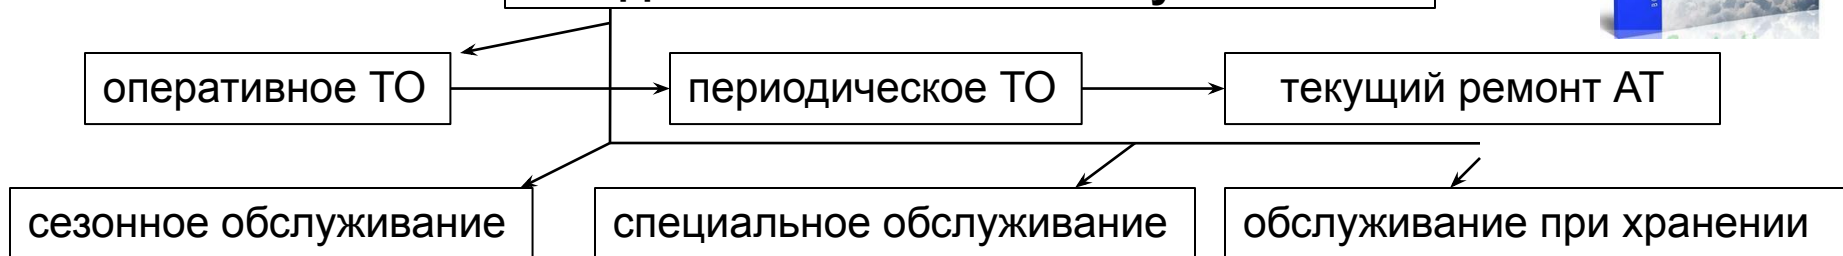 оперативное ТО
периодическое ТО
текущий ремонт АТ
сезонное обслуживание
специальное обслуживание
обслуживание при хранении